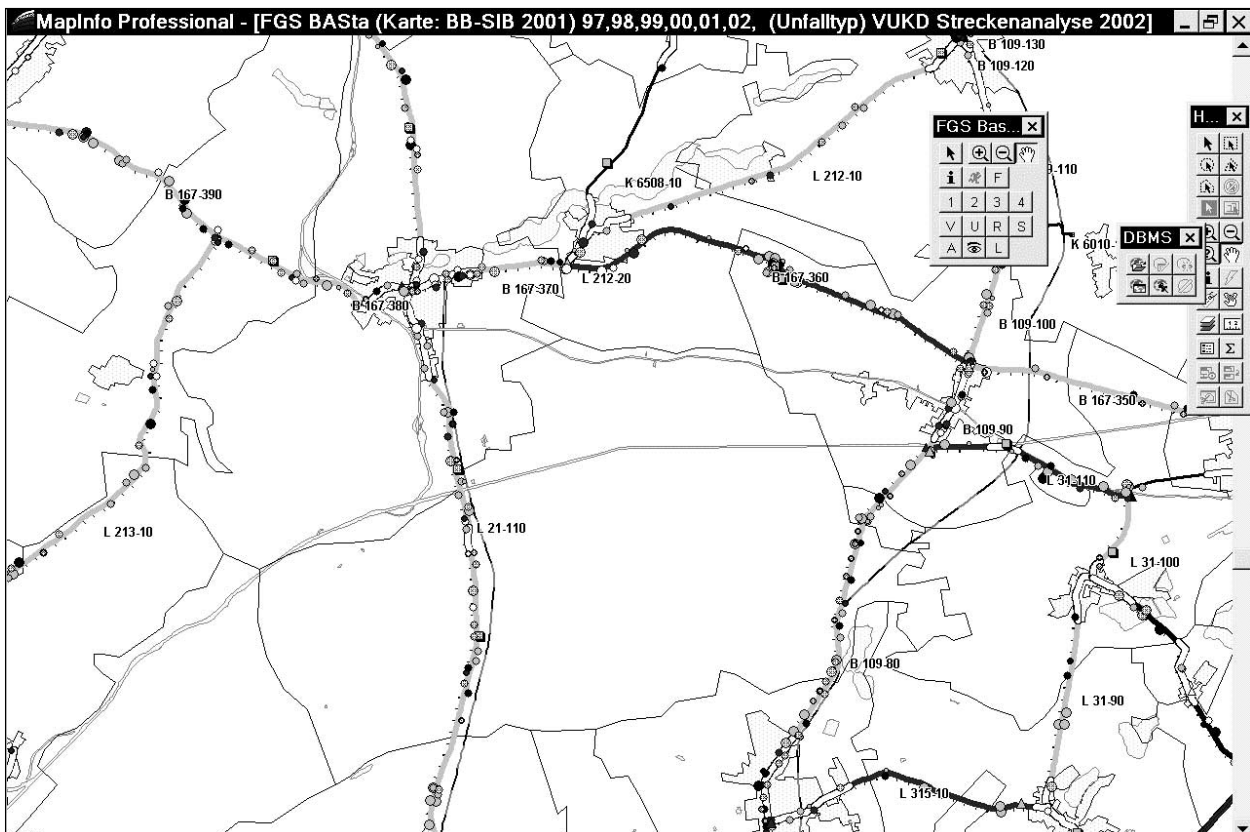 MapInfo Professional - [FGS BASta (Karte: BB-SIB 2001) 97,98,99,00,01,02, (Unfalltyp) VUKD Streckenanalyse 2002]
B 109-130
B 109-120
FGS Bas...
H...
i F
1 2 3 4
V U R S
A L
-110
K 6508-10
L 212-10
B 167-390
K 6010-
DBMS
B 167-360
L 212-20
B 167-370
B 167-380
B 109-100
Σ
B 167-350
B 109-90
L 31-110
L 213-10
L 21-110
L 31-100
B 109-80
L 31-90
L 315-10